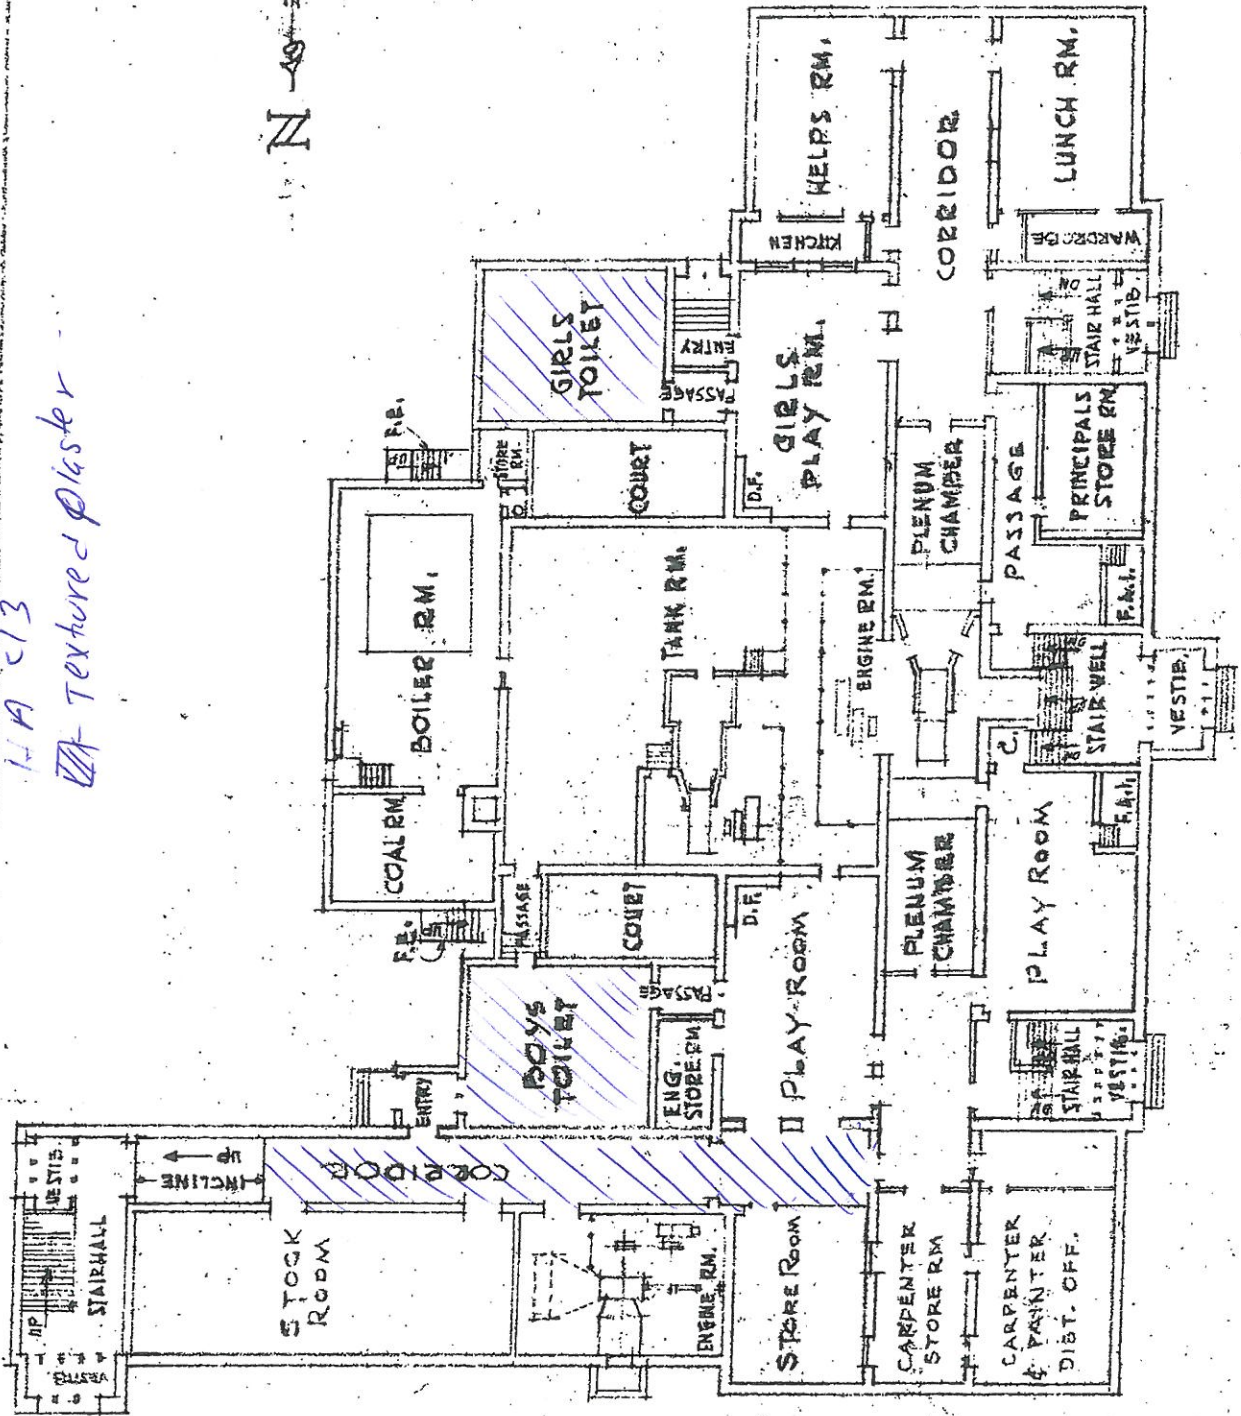 HA 213
Textured plaster
N
HELPS RM.
KITCHEN
CORRIDOR
LUNCH RM.
WARDROBE
GIRLS
TOILET
ENTRY
PASSAGE
GIRLS
PLAY RM.
STAIR HALL
VESTIB.
DN
F.E.
STORE
RM.
COURT
D.F.
PLENUM
CHAMBER
PASSAGE
PRINCIPALS
STORE RM.
BOILER RM.
TANK RM.
ENGINE RM.
F.A.I.
STAIR WELL
VESTIB.
C.
COAL RM.
F.E.
PASSAGE
COURT
D.F.
PLENUM
CHAMBER
PLAY ROOM
F.A.I.
BOYS
TOILET
PASSAGE
ENG.
STORE RM.
PLAY ROOM
STAIR HALL
VESTIB.
ENTRY
VESTIB.
INCLINE
UP
CORRIDOR
UP
STAIRHALL
VESTIB
STOCK
ROOM
ENGINE RM.
STORE ROOM
CARPENTER
STORE RM
CARPENTER
& PAINTER
DIST. OFF.